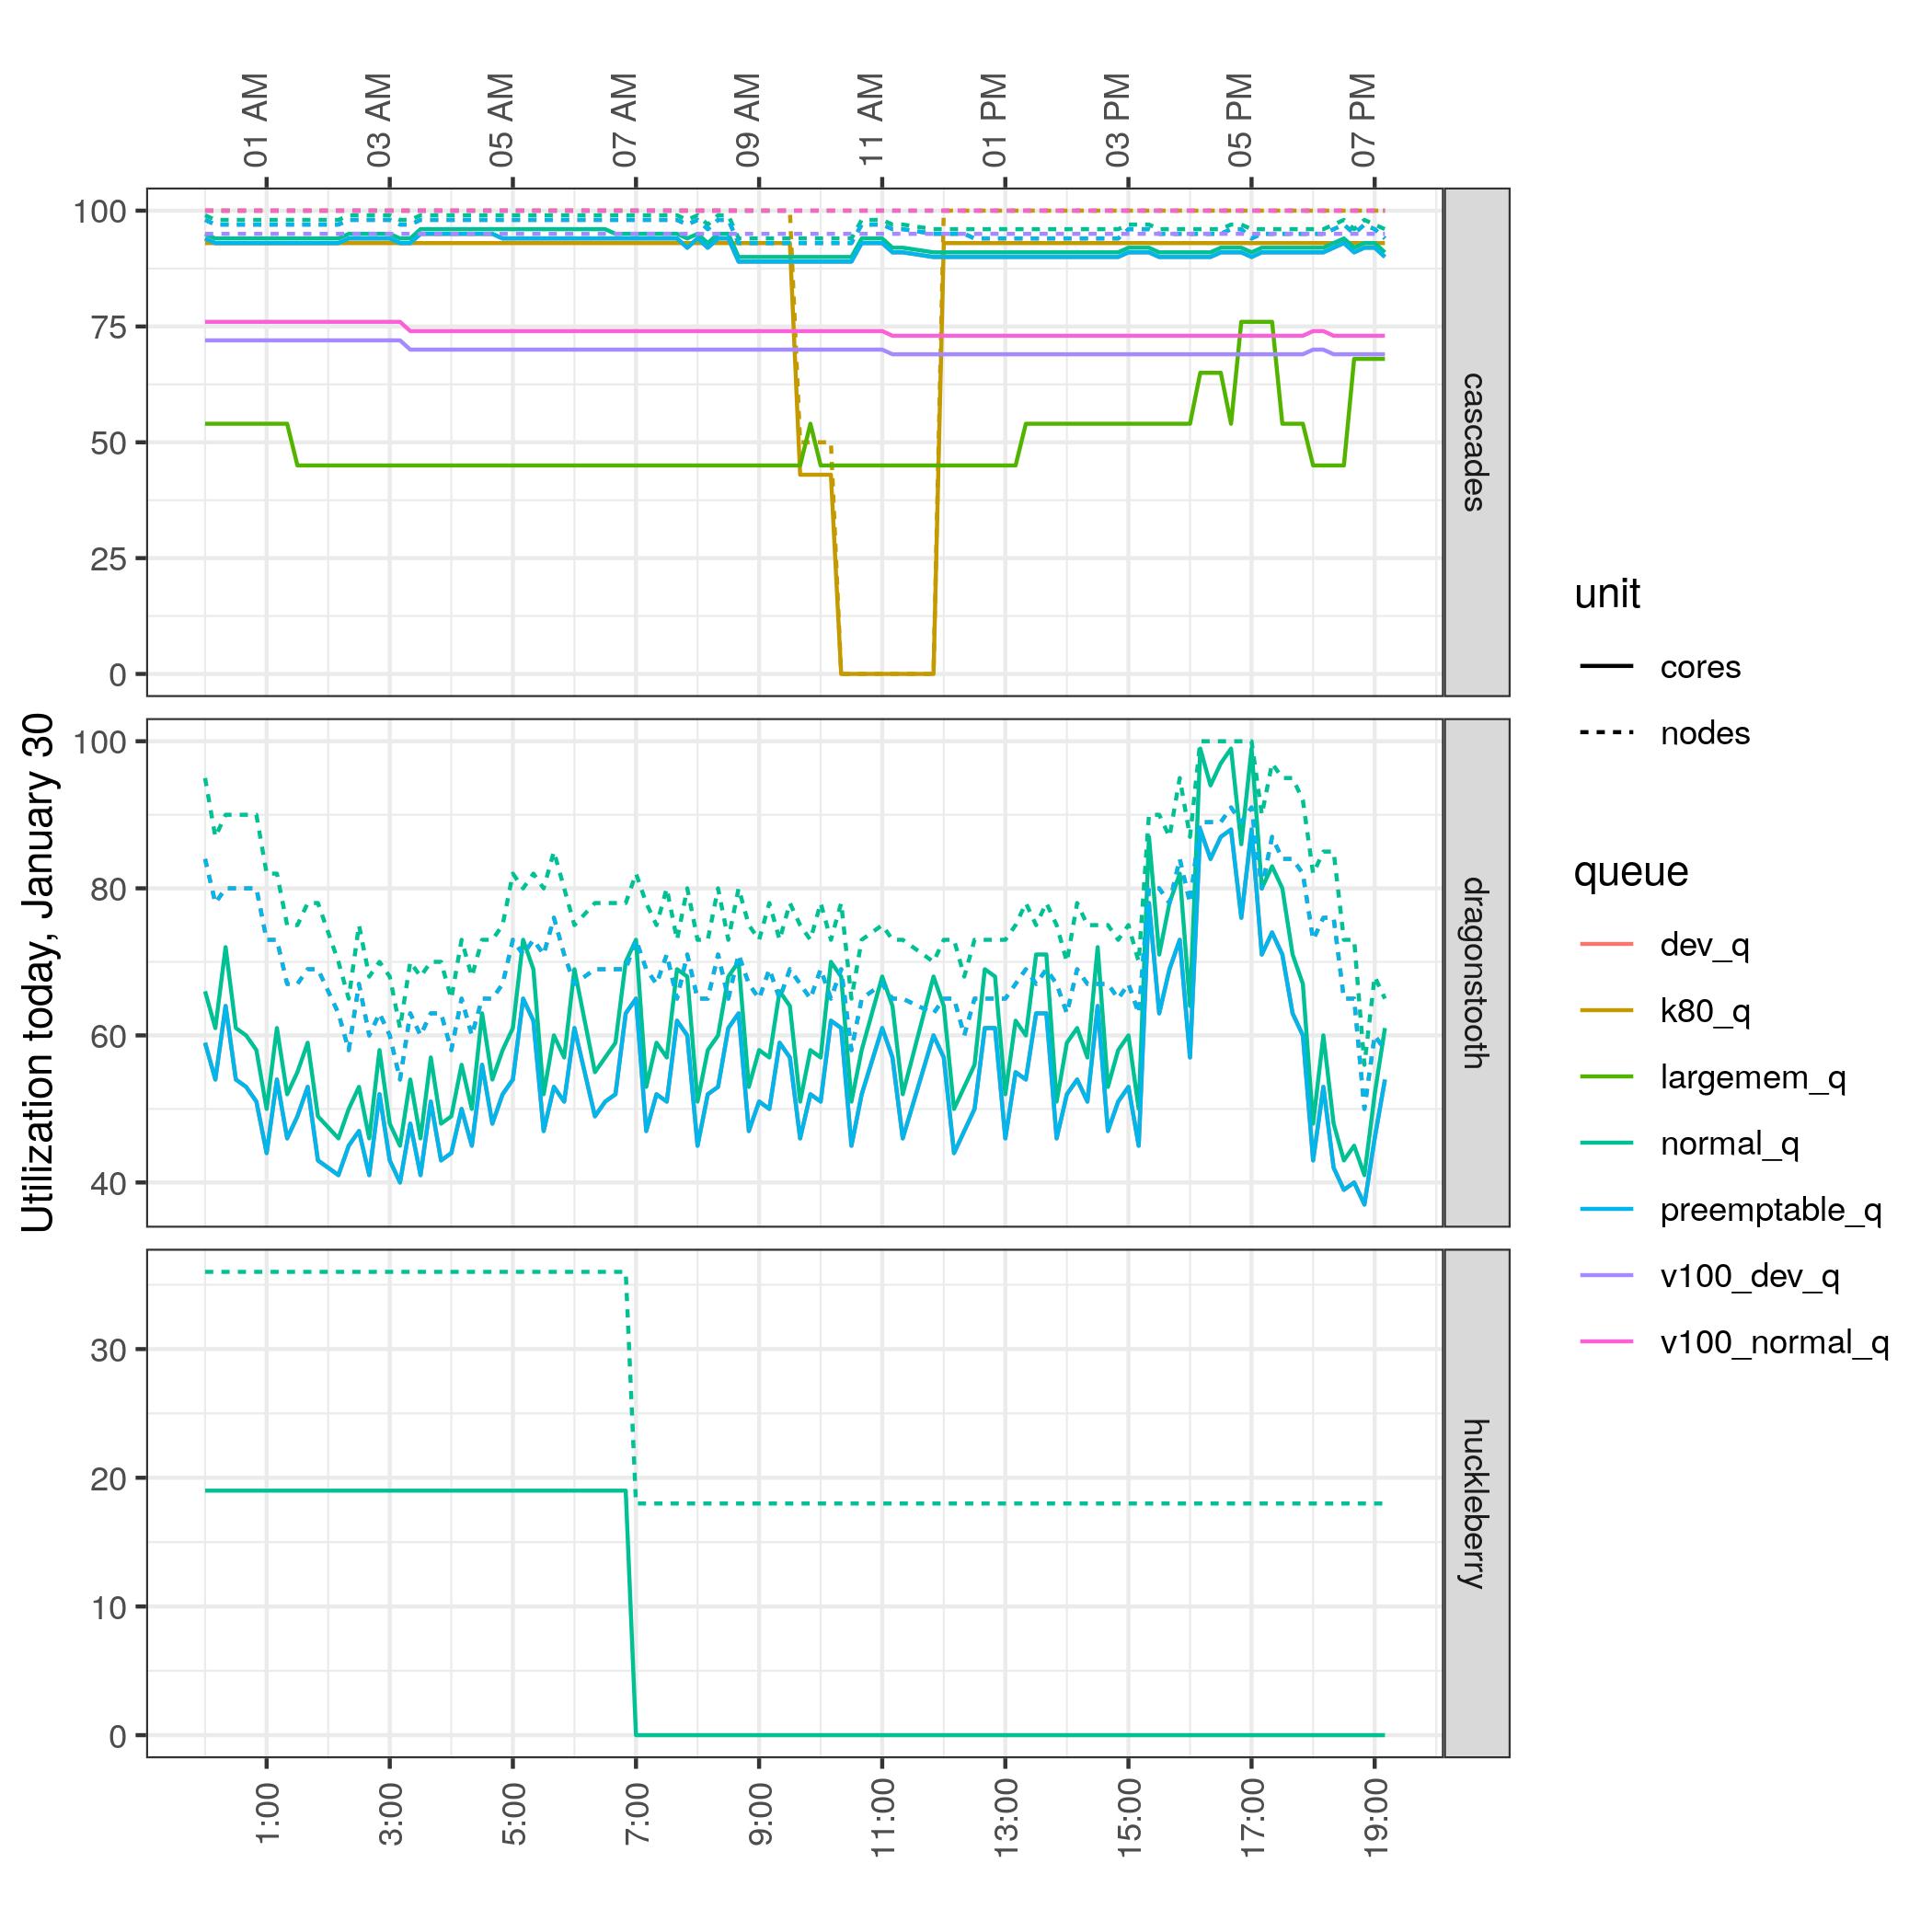 01 AM
03 AM
05 AM
07 AM
09 AM
11 AM
01 PM
03 PM
05 PM
07 PM
Utilization today, January 30
100
75
50
25
0
cascades
100
80
60
40
dragonstooth
30
20
10
0
huckleberry
1:00
3:00
5:00
7:00
9:00
11:00
13:00
15:00
17:00
19:00
unit
cores
nodes
queue
dev_q
k80_q
largemem_q
normal_q
preemptable_q
v100_dev_q
v100_normal_q